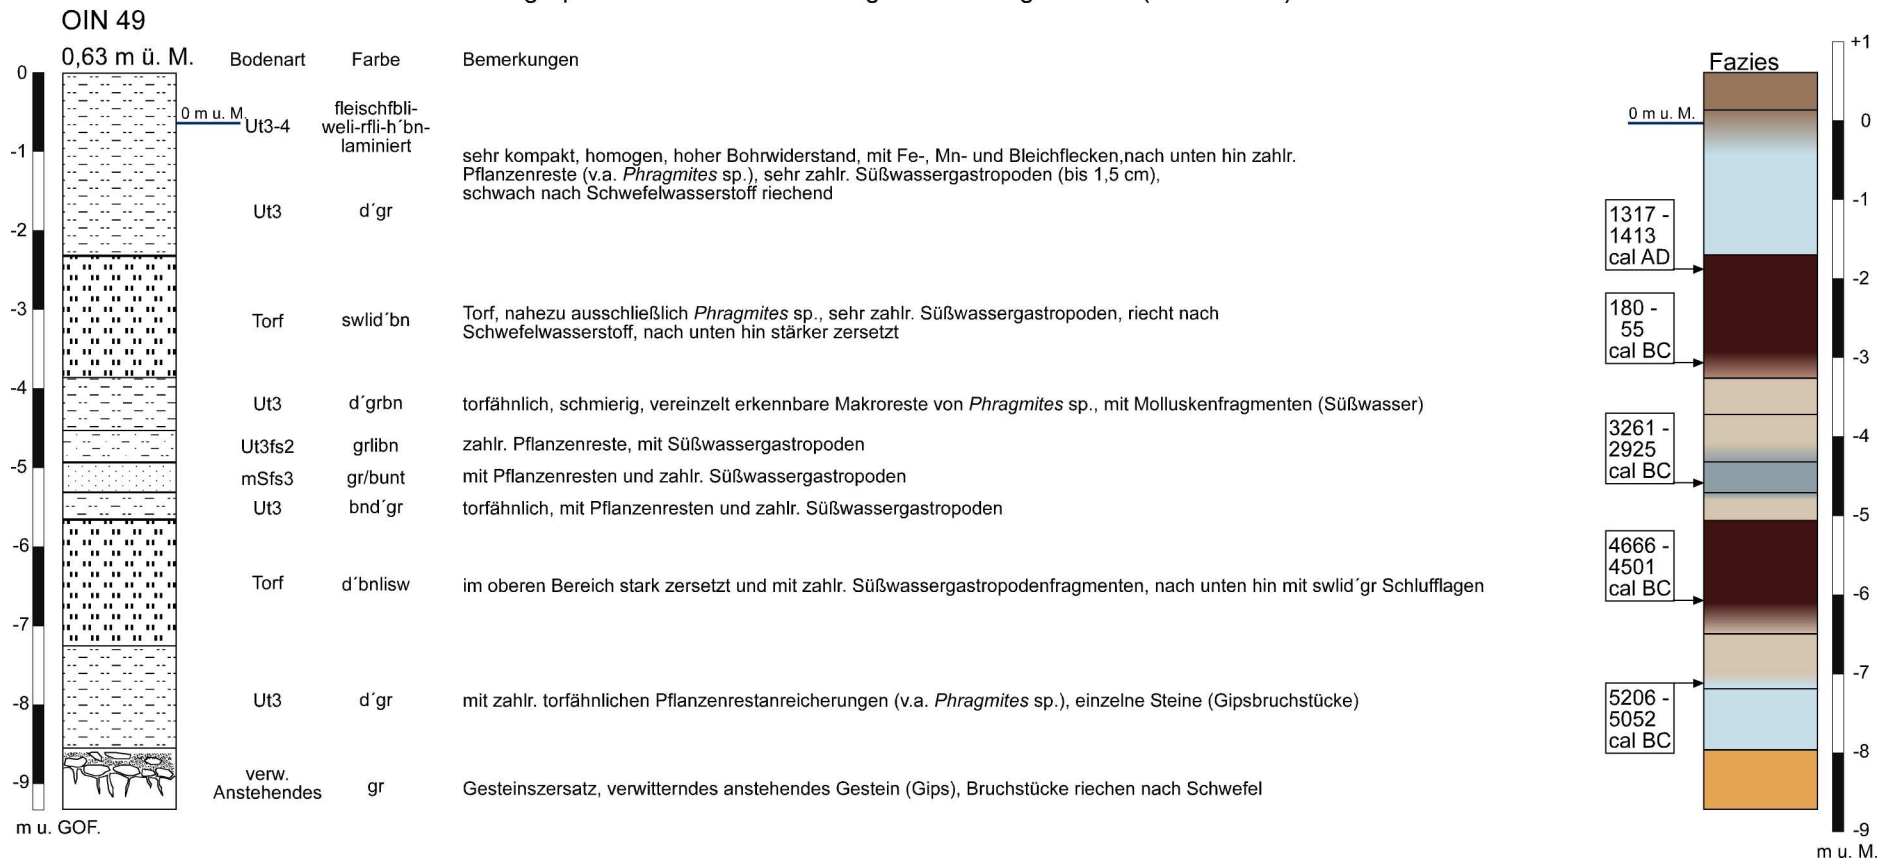 OIN 49
0,63 m ü. M.
Bodenart
Farbe
Bemerkungen
Fazies
0
-1
-2
-3
-4
-5
-6
-7
-8
-9
m u. GOF.
0 m u. M.
Ut3-4
fleischfbli-
weli-rfli-h´bn-
laminiert
sehr kompakt, homogen, hoher Bohrwiderstand, mit Fe-, Mn- und Bleichflecken,nach unten hin zahlr.
Pflanzenreste (v.a. Phragmites sp.), sehr zahlr. Süßwassergastropoden (bis 1,5 cm),
schwach nach Schwefelwasserstoff riechend
Ut3
d´gr
Torf
swlid´bn
Torf, nahezu ausschließlich Phragmites sp., sehr zahlr. Süßwassergastropoden, riecht nach
Schwefelwasserstoff, nach unten hin stärker zersetzt
Ut3
d´grbn
torfähnlich, schmierig, vereinzelt erkennbare Makroreste von Phragmites sp., mit Molluskenfragmenten (Süßwasser)
Ut3fs2
grlibn
zahlr. Pflanzenreste, mit Süßwassergastropoden
mSfs3
gr/bunt
mit Pflanzenresten und zahlr. Süßwassergastropoden
Ut3
bnd´gr
torfähnlich, mit Pflanzenresten und zahlr. Süßwassergastropoden
Torf
d´bnlisw
im oberen Bereich stark zersetzt und mit zahlr. Süßwassergastropodenfragmenten, nach unten hin mit swlid´gr Schlufflagen
Ut3
d´gr
mit zahlr. torfähnlichen Pflanzenrestanreicherungen (v.a. Phragmites sp.), einzelne Steine (Gipsbruchstücke)
verw.
Anstehendes
gr
Gesteinszersatz, verwitterndes anstehendes Gestein (Gips), Bruchstücke riechen nach Schwefel
0 m u. M.
1317 -
1413
cal AD
180 -
55
cal BC
3261 -
2925
cal BC
4666 -
4501
cal BC
5206 -
5052
cal BC
+1
0
-1
-2
-3
-4
-5
-6
-7
-8
-9
m u. M.